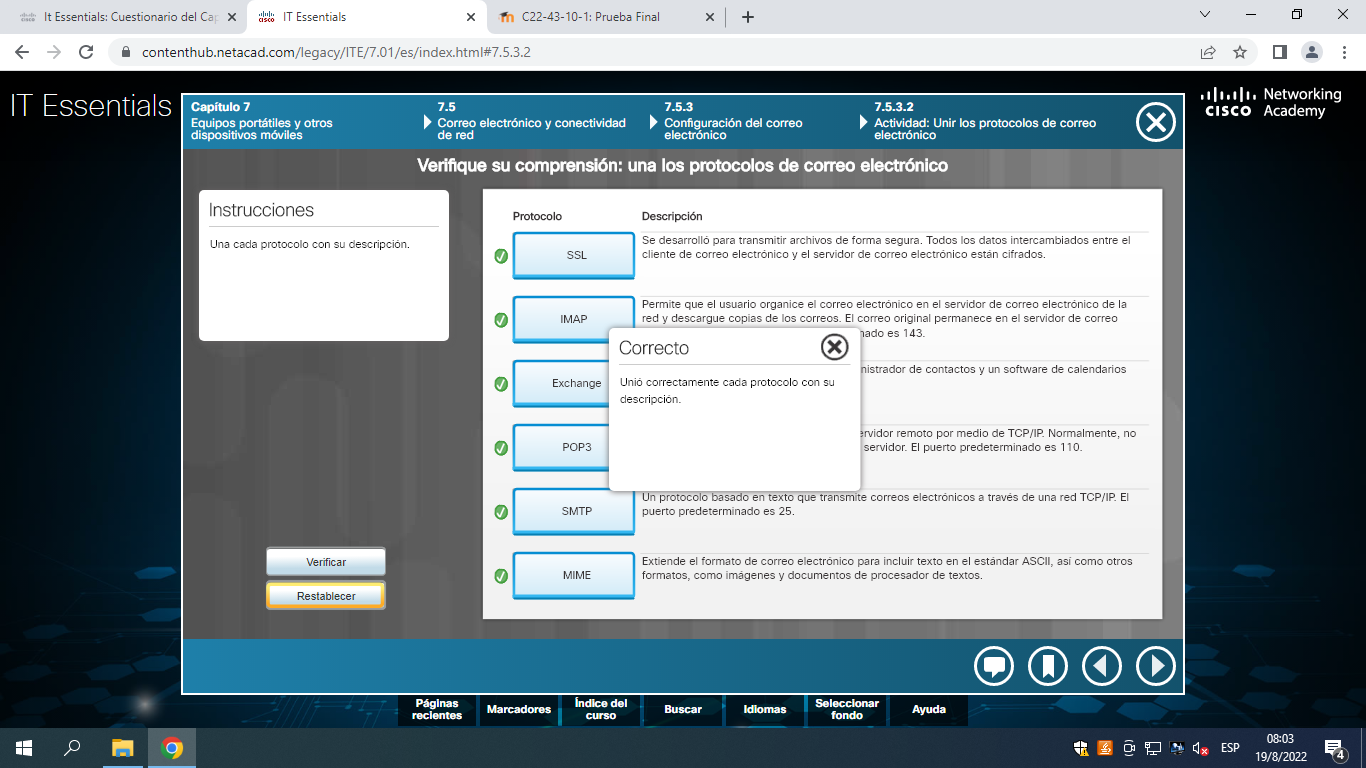 It Essentials: Cuestionario del Cap
IT Essentials
C22-43-10-1: Prueba Final
contenthub.netacad.com/legacy/ITE/7.01/es/index.html#7.5.3.2
IT Essentials
Capítulo 7
Equipos portátiles y otros
dispositivos móviles
7.5
Correo electrónico y conectividad
de red
7.5.3
Configuración del correo
electrónico
7.5.3.2
Actividad: Unir los protocolos de correo
electrónico
CISCO
Networking
Academy
Verifique su comprensión: una los protocolos de correo electrónico
Instrucciones
Una cada protocolo con su descripción.
Protocolo
Descripción
SSL
Se desarrolló para transmitir archivos de forma segura. Todos los datos intercambiados entre el
cliente de correo electrónico y el servidor de correo electrónico están cifrados.
IMAP
Permite que el usuario organice el correo electrónico en el servidor de correo electrónico de la
red y descargue copias de los correos. El correo original permanece en el servidor de correo
nado es 143.
Exchange
nistrador de contactos y un software de calendarios
POP3
ervidor remoto por medio de TCP/IP. Normalmente, no
servidor. El puerto predeterminado es 110.
Correcto
Unió correctamente cada protocolo con su
descripción.
SMTP
Un protocolo basado en texto que transmite correos electrónicos a través de una red TCP/IP. El
puerto predeterminado es 25.
MIME
Extiende el formato de correo electrónico para incluir texto en el estándar ASCII, así como otros
formatos, como imágenes y documentos de procesador de textos.
Verificar
Restablecer
Páginas
recientes
Marcadores
Índice del
curso
Buscar
Idiomas
Seleccionar
fondo
Ayuda
ESP
08:03
19/8/2022
4